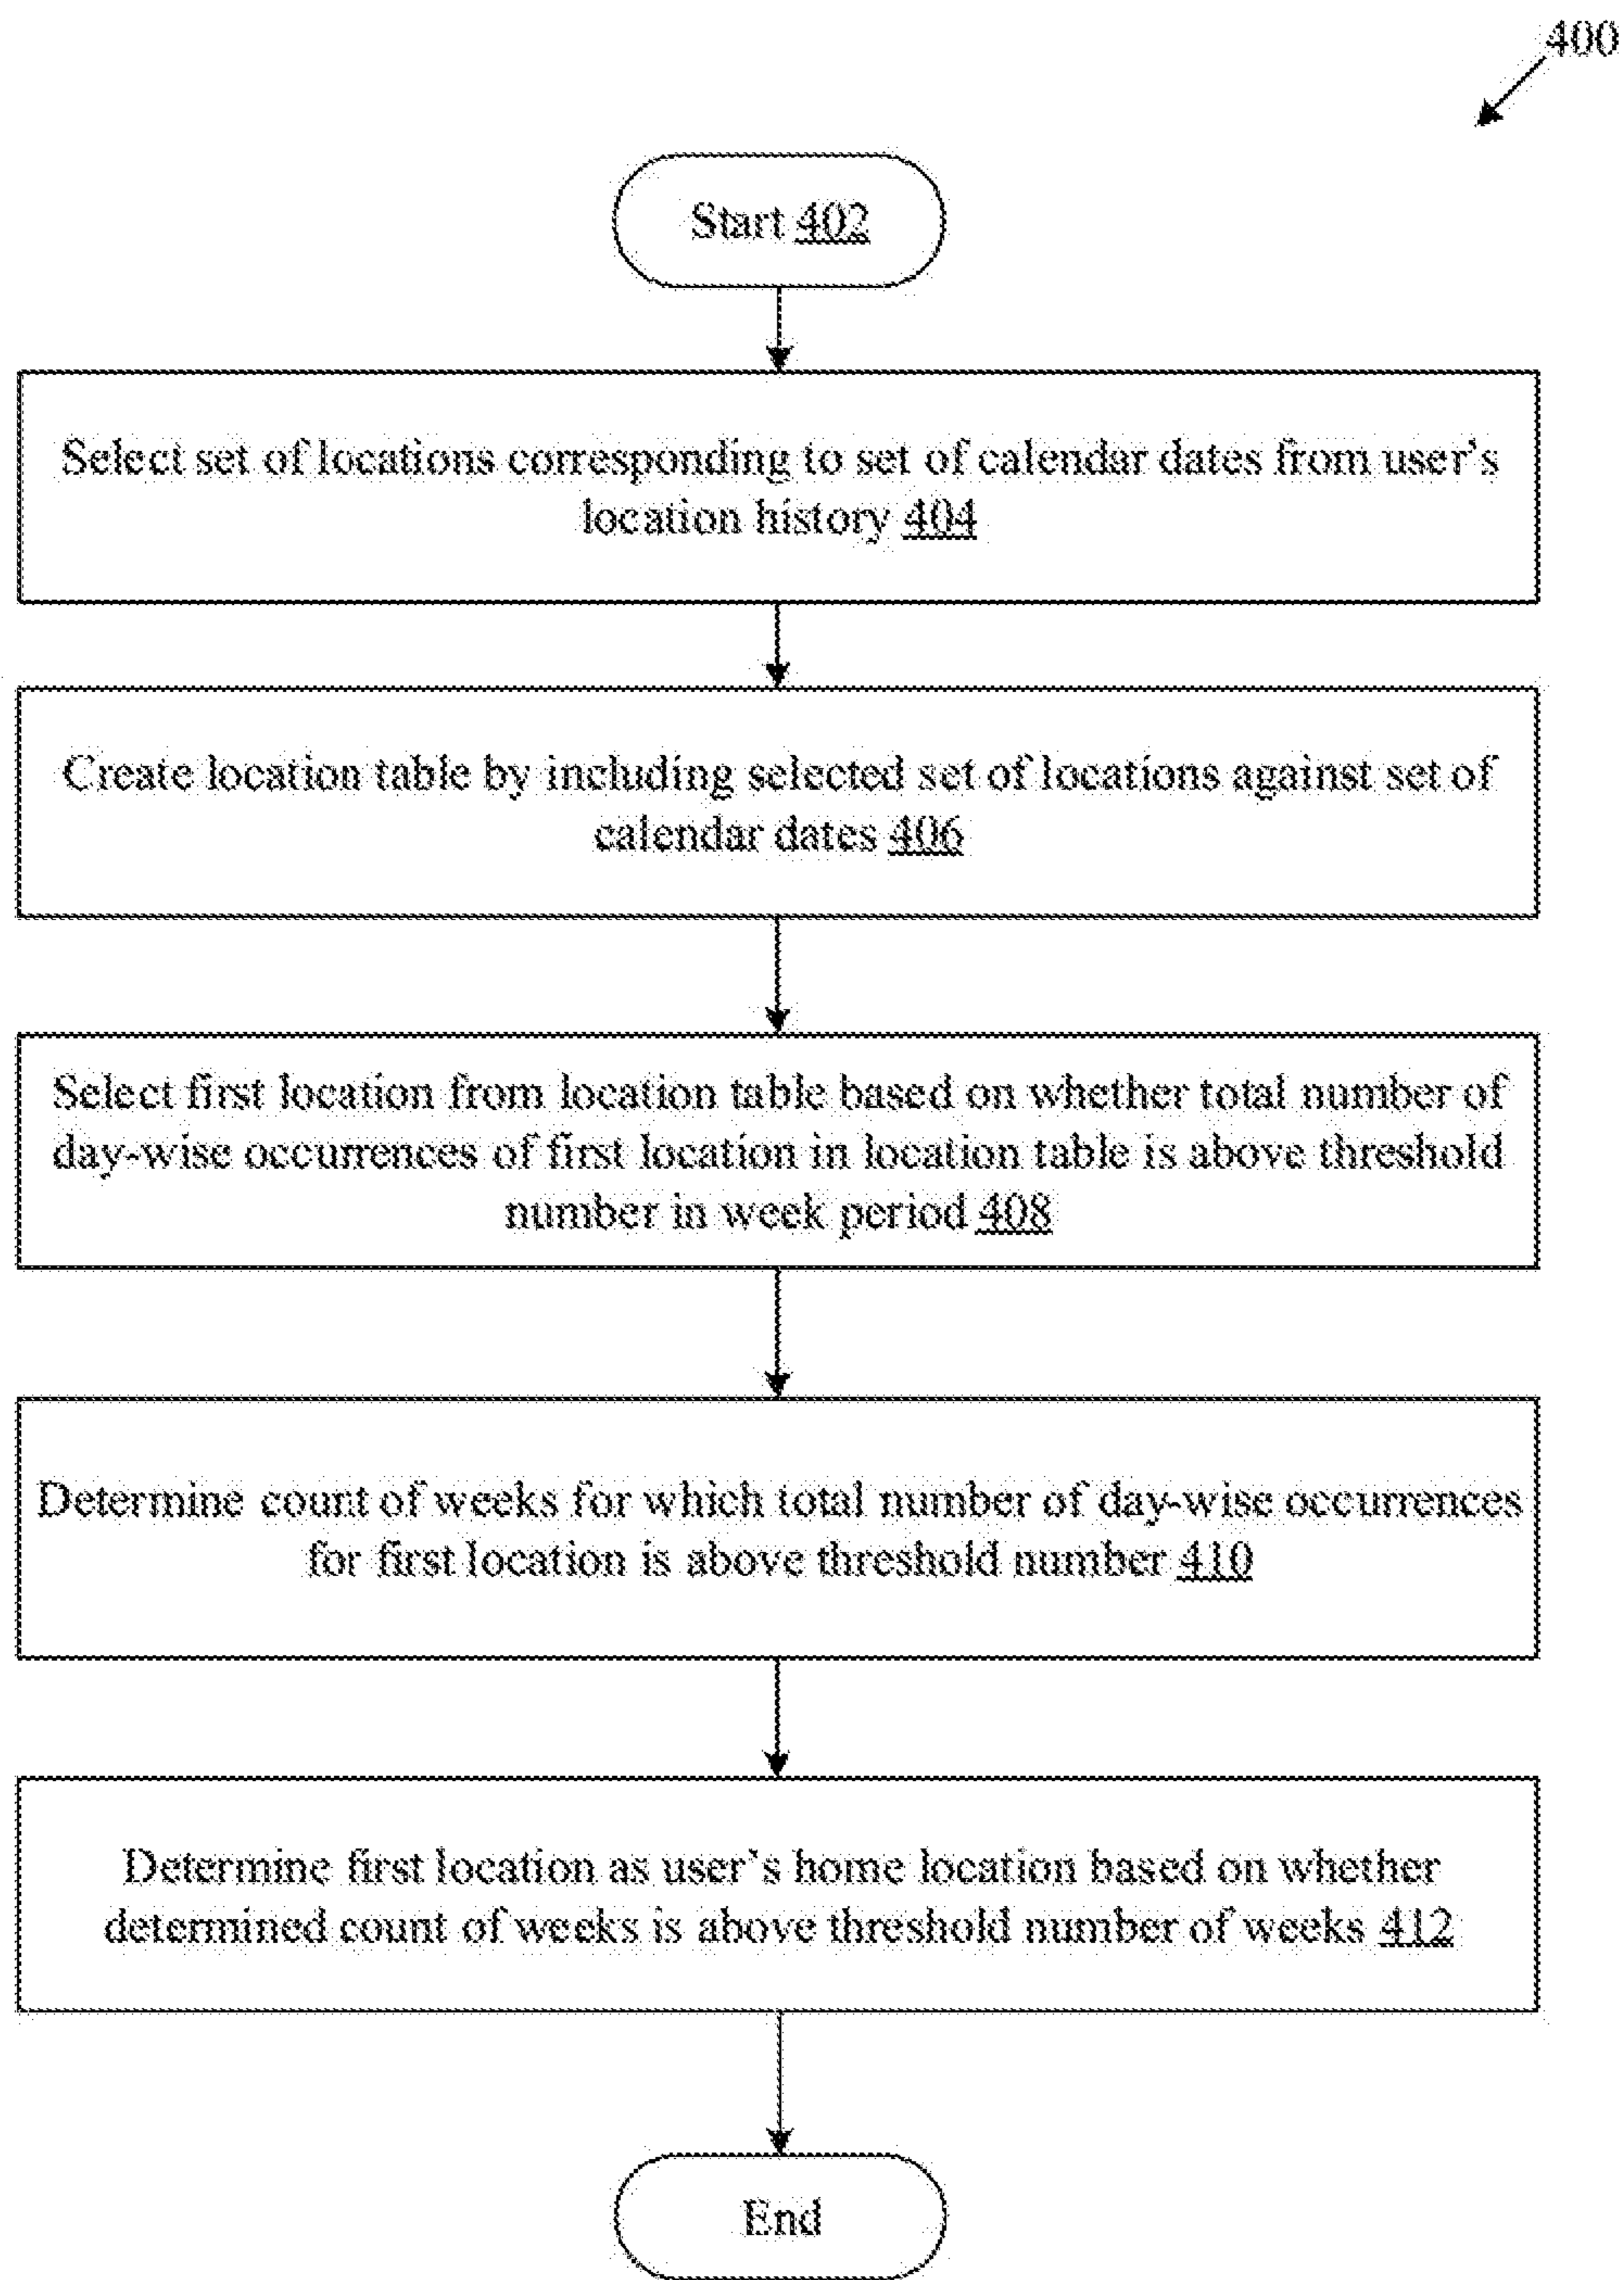 400
Start 402
Select set of locations corresponding to set of calendar dates from user's
location history 404
Create location table by including selected set of locations against set of
calendar dates 406
Select first location from location table based on whether total number of
day-wise occurrences of first location in location table is above threshold
number in week period 408
Determine count of weeks for which total number of day-wise occurrences
for first location is above threshold number 410
Determine first location as user's home location based on whether
determined count of weeks is above threshold number of weeks 412
End